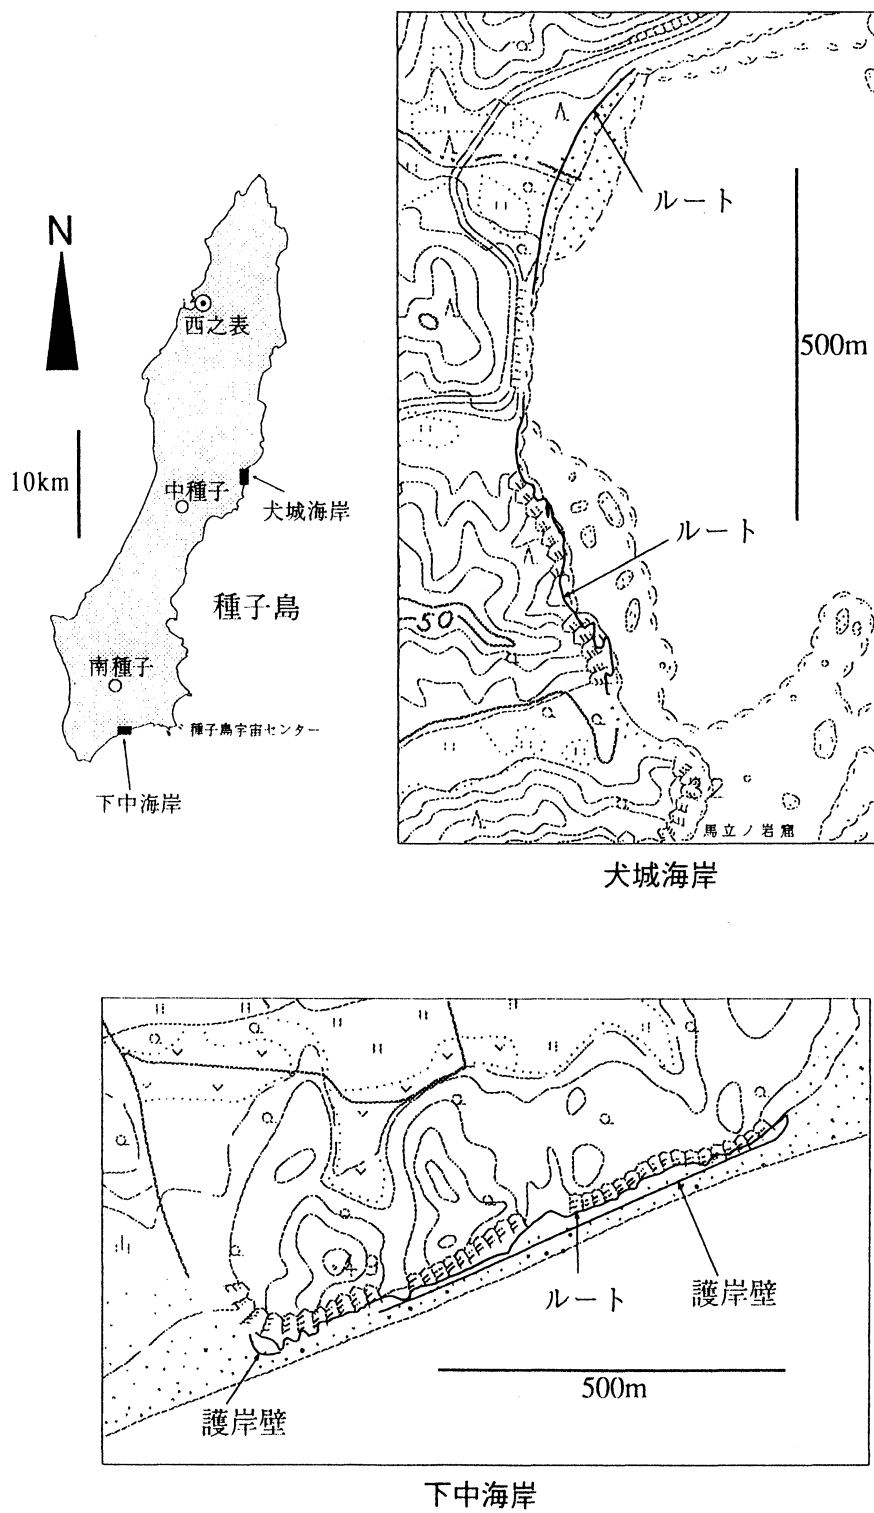 N
西之表
10km
中種子
犬城海岸
種子島
南種子
種子島宇宙センター
下中海岸
ルート
500m
ルート
50
馬立ノ岩窟
犬城海岸
ルート
護岸壁
500m
護岸壁
下中海岸